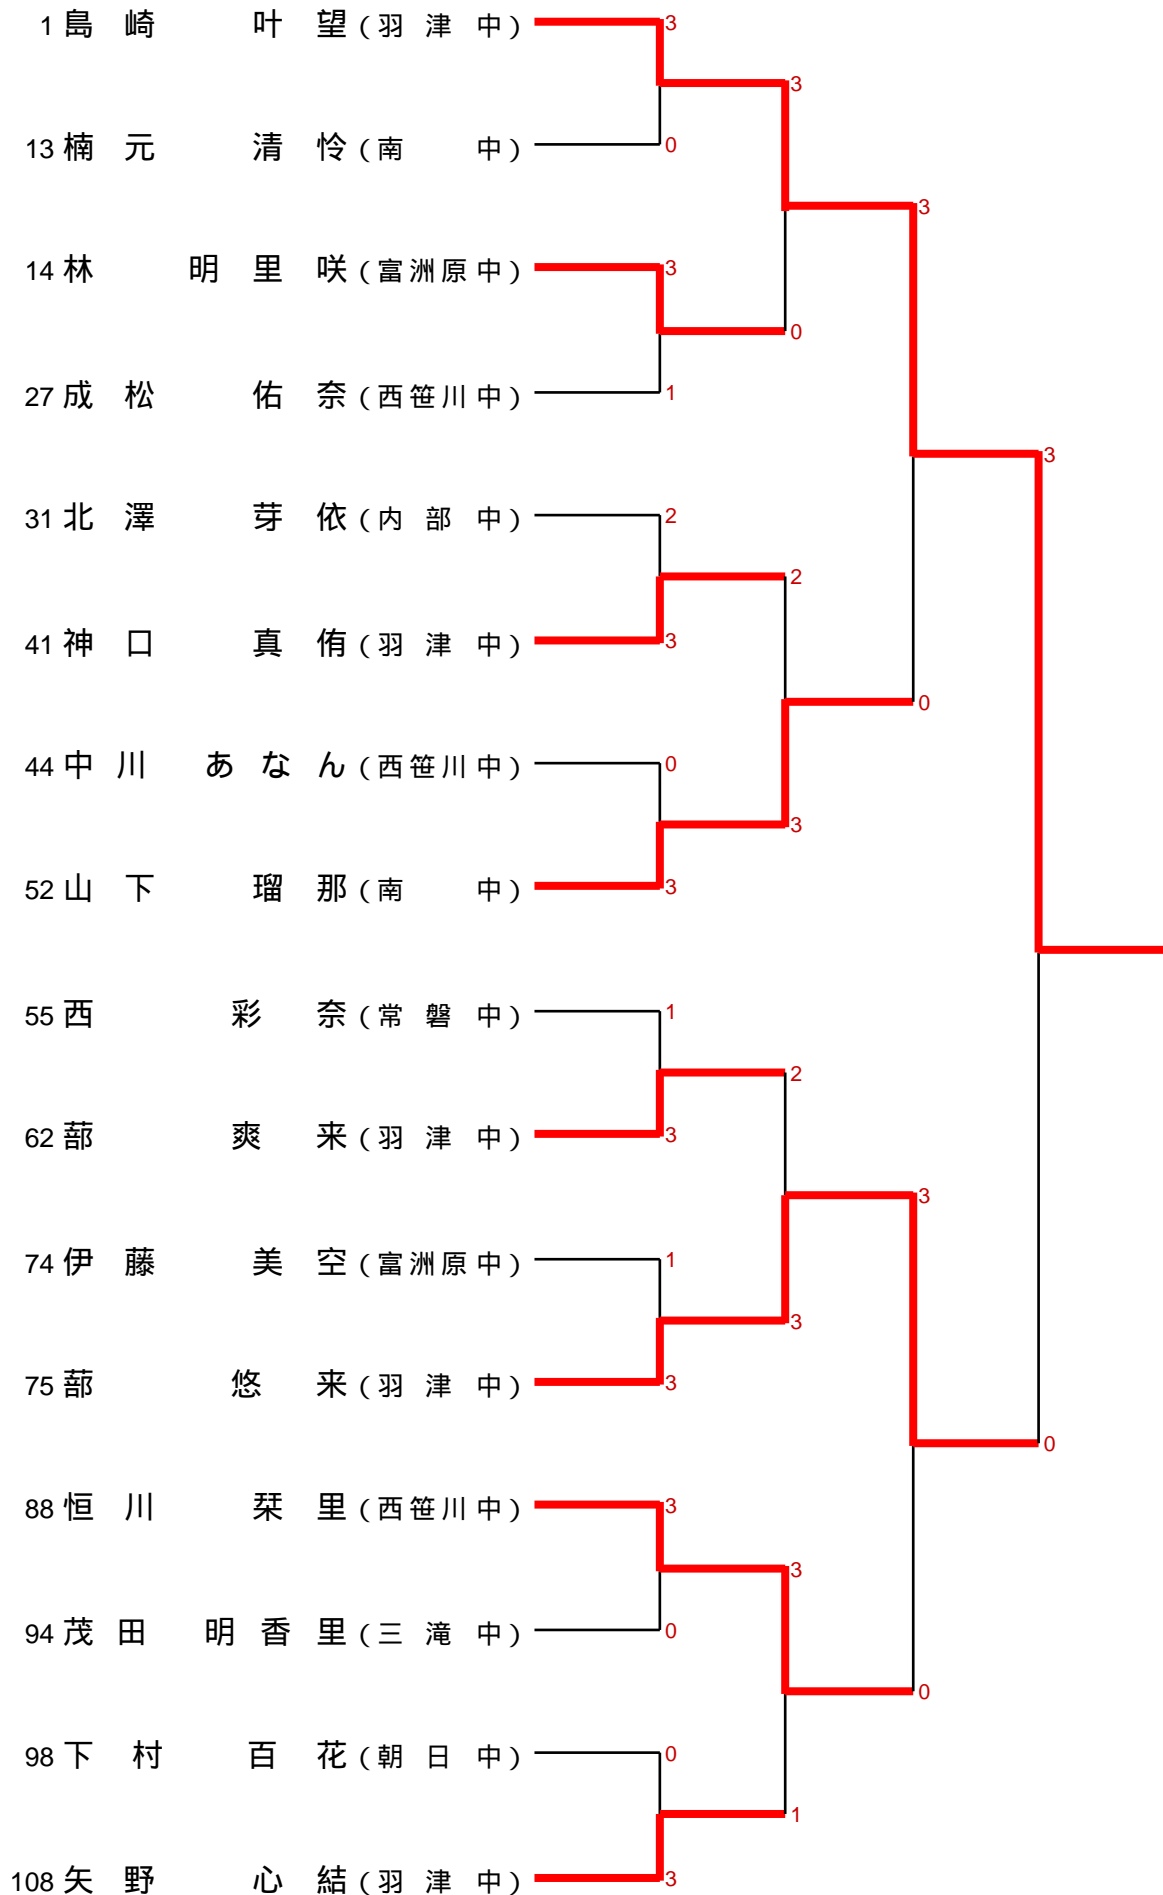 1 島崎 叶望 (羽津中) 3
3
13 楠元 清怜 (南中) 0
3
14 林 明里咲 (富洲原中) 3
0
27 成松 佑奈 (西笹川中) 1
3
31 北澤 芽依 (内部中) 2
2
41 神口 真侑 (羽津中) 3
0
44 中川 あなん (西笹川中) 0
3
52 山下 瑠那 (南中) 3
55 西 彩奈 (常磐中) 1
2
62 蔀 爽来 (羽津中) 3
3
74 伊藤 美空 (富洲原中) 1
3
75 蔀 悠来 (羽津中) 3
0
88 恒川 栞里 (西笹川中) 3
3
94 茂田 明香里 (三滝中) 0
0
98 下村 百花 (朝日中) 0
1
108 矢野 心結 (羽津中) 3